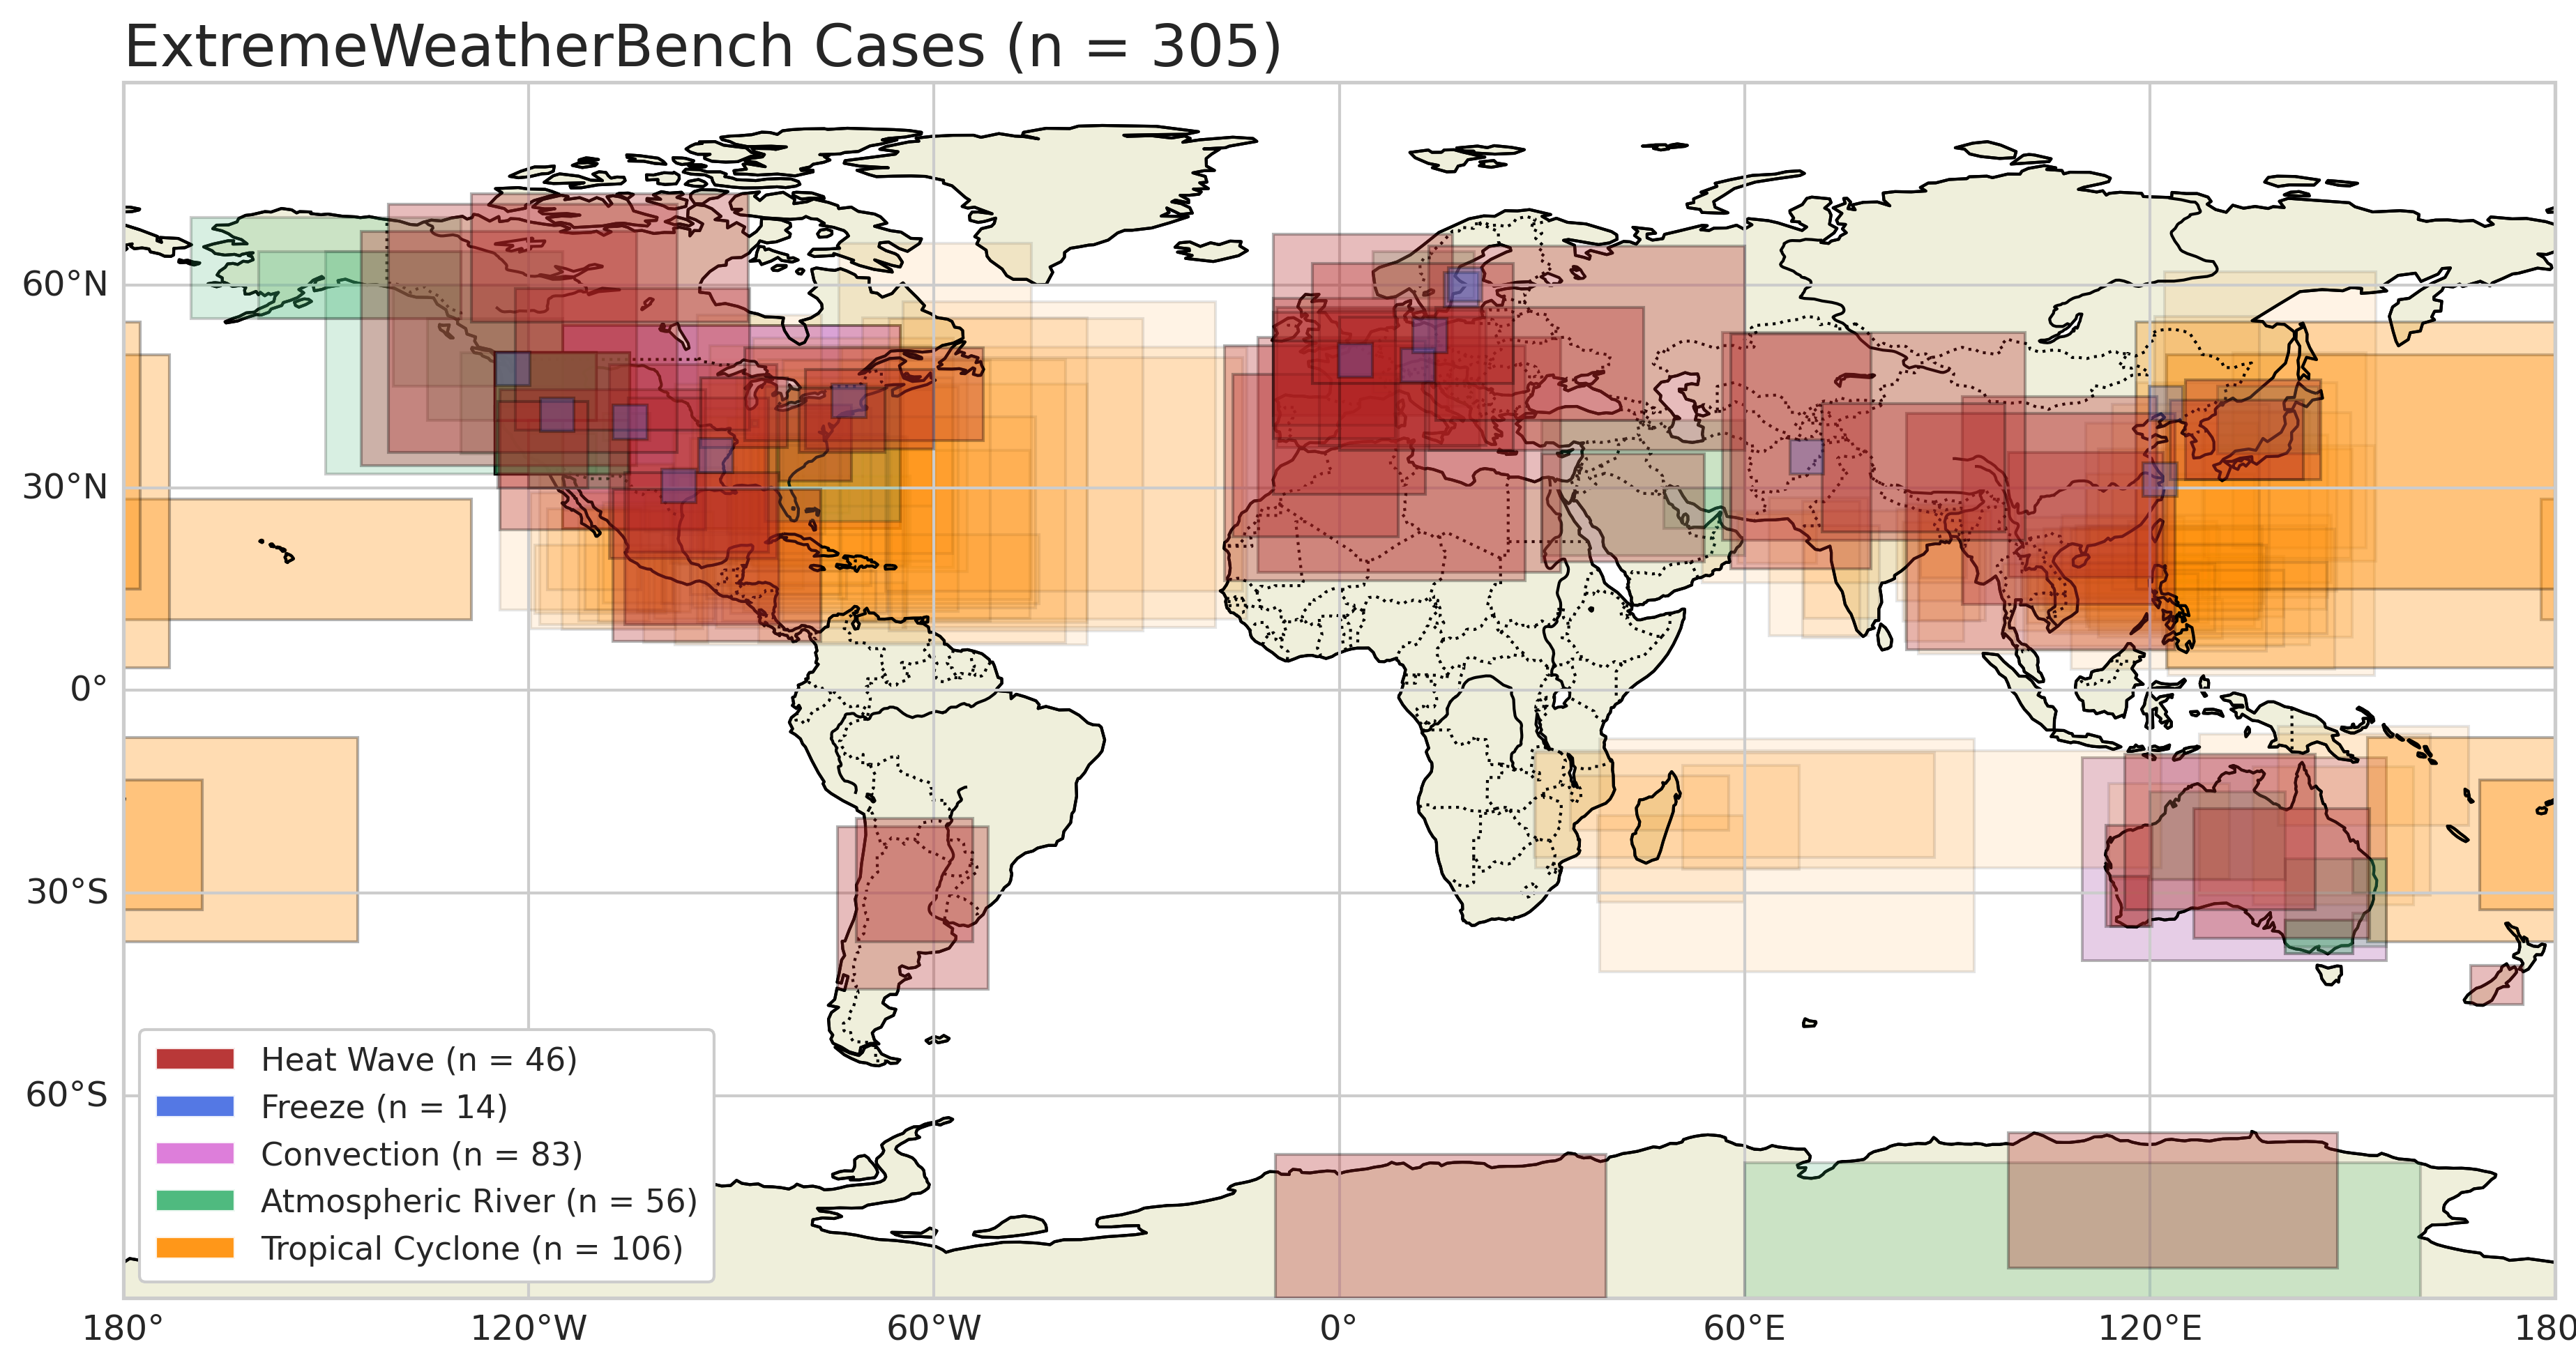 ExtremeWeatherBench Cases (n = 305)
60°N
30°N
0°
30°S
60°S
Heat Wave (n = 46)
Freeze (n = 14)
Convection (n = 83)
Atmospheric River (n = 56)
Tropical Cyclone (n = 106)
180° 120°W 60°W 0° 60°E 120°E 180